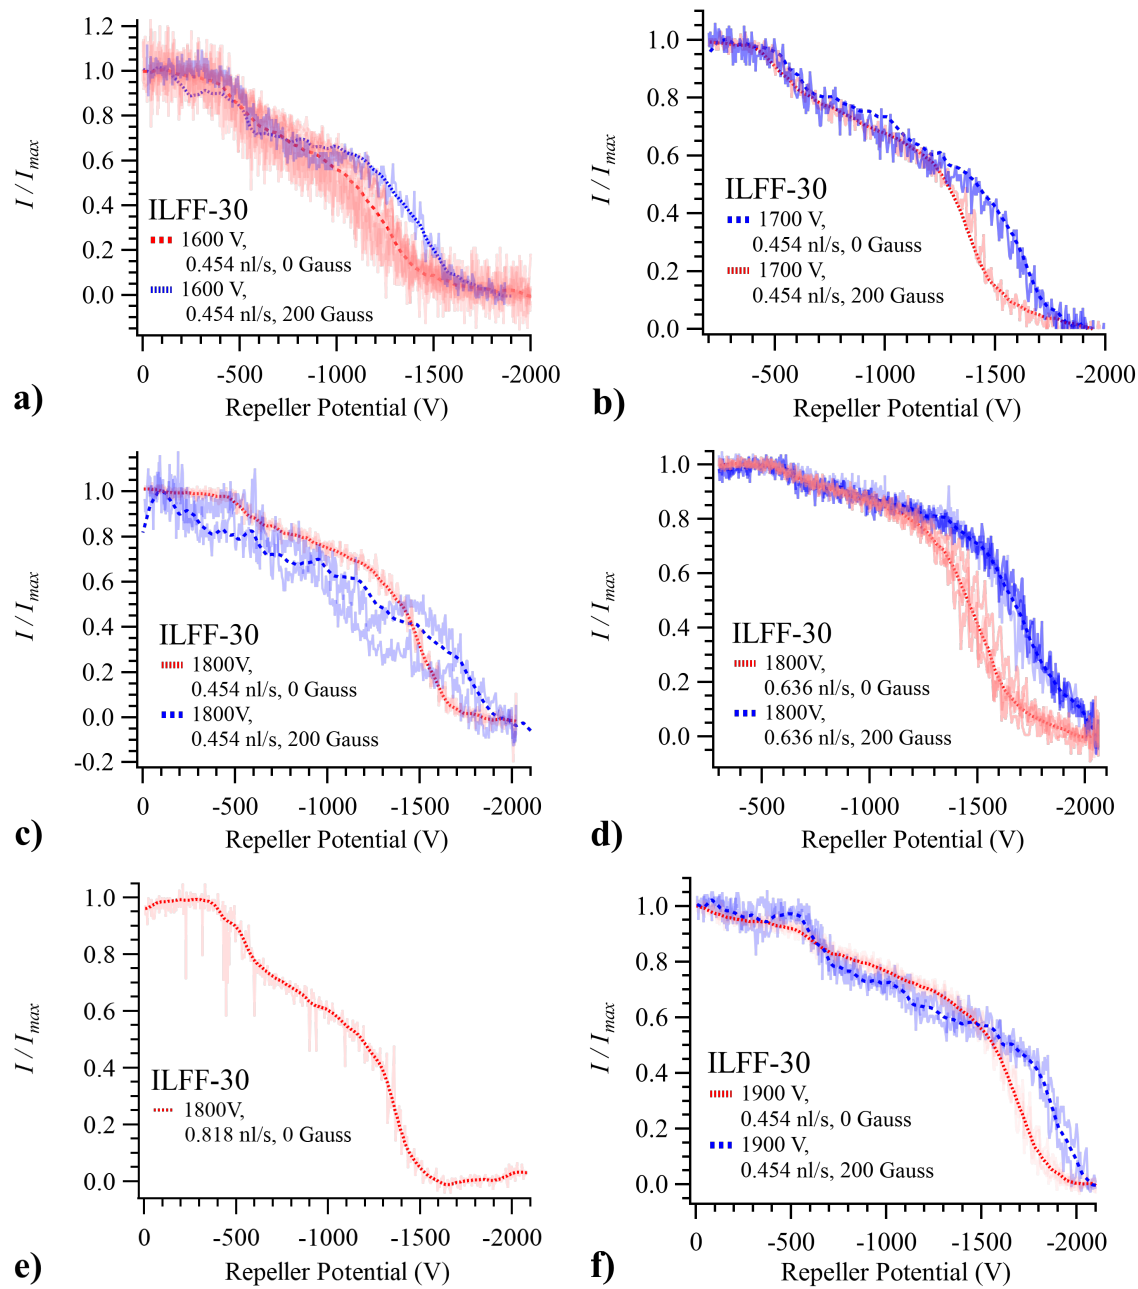 1.2
1.0
0.8
0.6
0.4
0.2
0.0
I / Imax
ILFF-30
1600 V,
0.454 nl/s, 0 Gauss
1600 V,
0.454 nl/s, 200 Gauss
0 -500 -1000 -1500 -2000
Repeller Potential (V)
a)
1.0
0.8
0.6
0.4
0.2
0.0
I / Imax
ILFF-30
1700 V,
0.454 nl/s, 0 Gauss
1700 V,
0.454 nl/s, 200 Gauss
-500 -1000 -1500 -2000
Repeller Potential (V)
b)
1.0
0.8
0.6
0.4
0.2
0.0
-0.2
I / Imax
ILFF-30
1800V,
0.454 nl/s, 0 Gauss
1800V,
0.454 nl/s, 200 Gauss
0 -500 -1000 -1500 -2000
Repeller Potential (V)
c)
1.0
0.8
0.6
0.4
0.2
0.0
I / Imax
ILFF-30
1800V,
0.636 nl/s, 0 Gauss
1800V,
0.636 nl/s, 200 Gauss
-500 -1000 -1500 -2000
Repeller Potential (V)
d)
1.0
0.8
0.6
0.4
0.2
0.0
I / Imax
ILFF-30
1800V,
0.818 nl/s, 0 Gauss
0 -500 -1000 -1500 -2000
Repeller Potential (V)
e)
1.0
0.8
0.6
0.4
0.2
0.0
I / Imax
ILFF-30
1900 V,
0.454 nl/s, 0 Gauss
1900 V,
0.454 nl/s, 200 Gauss
0 -500 -1000 -1500 -2000
Repeller Potential (V)
f)